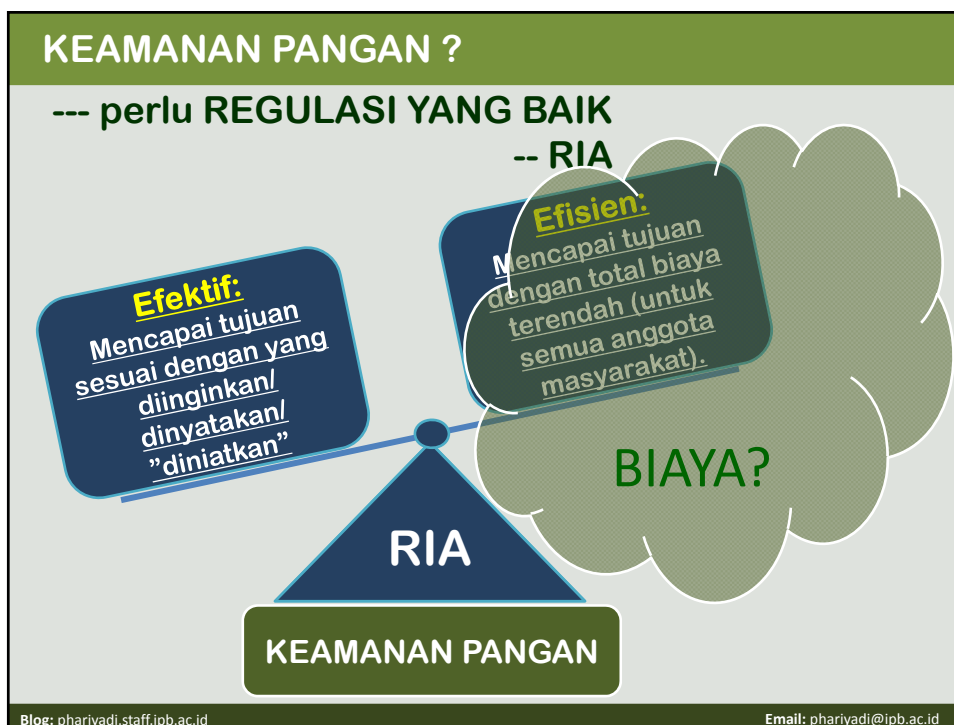 KEAMANAN PANGAN ?
--- perlu REGULASI YANG BAIK
-- RIA
Efektif:
Mencapai tujuan
sesuai dengan yang
diinginkan/
dinyatakan/
”diniatkan”
Efisien:
Mencapai tujuan
dengan total biaya
terendah (untuk
semua anggota
masyarakat).
BIAYA?
RIA
KEAMANAN PANGAN
Blog: phariyadi.staff.ipb.ac.id
Email: phariyadi@ipb.ac.id